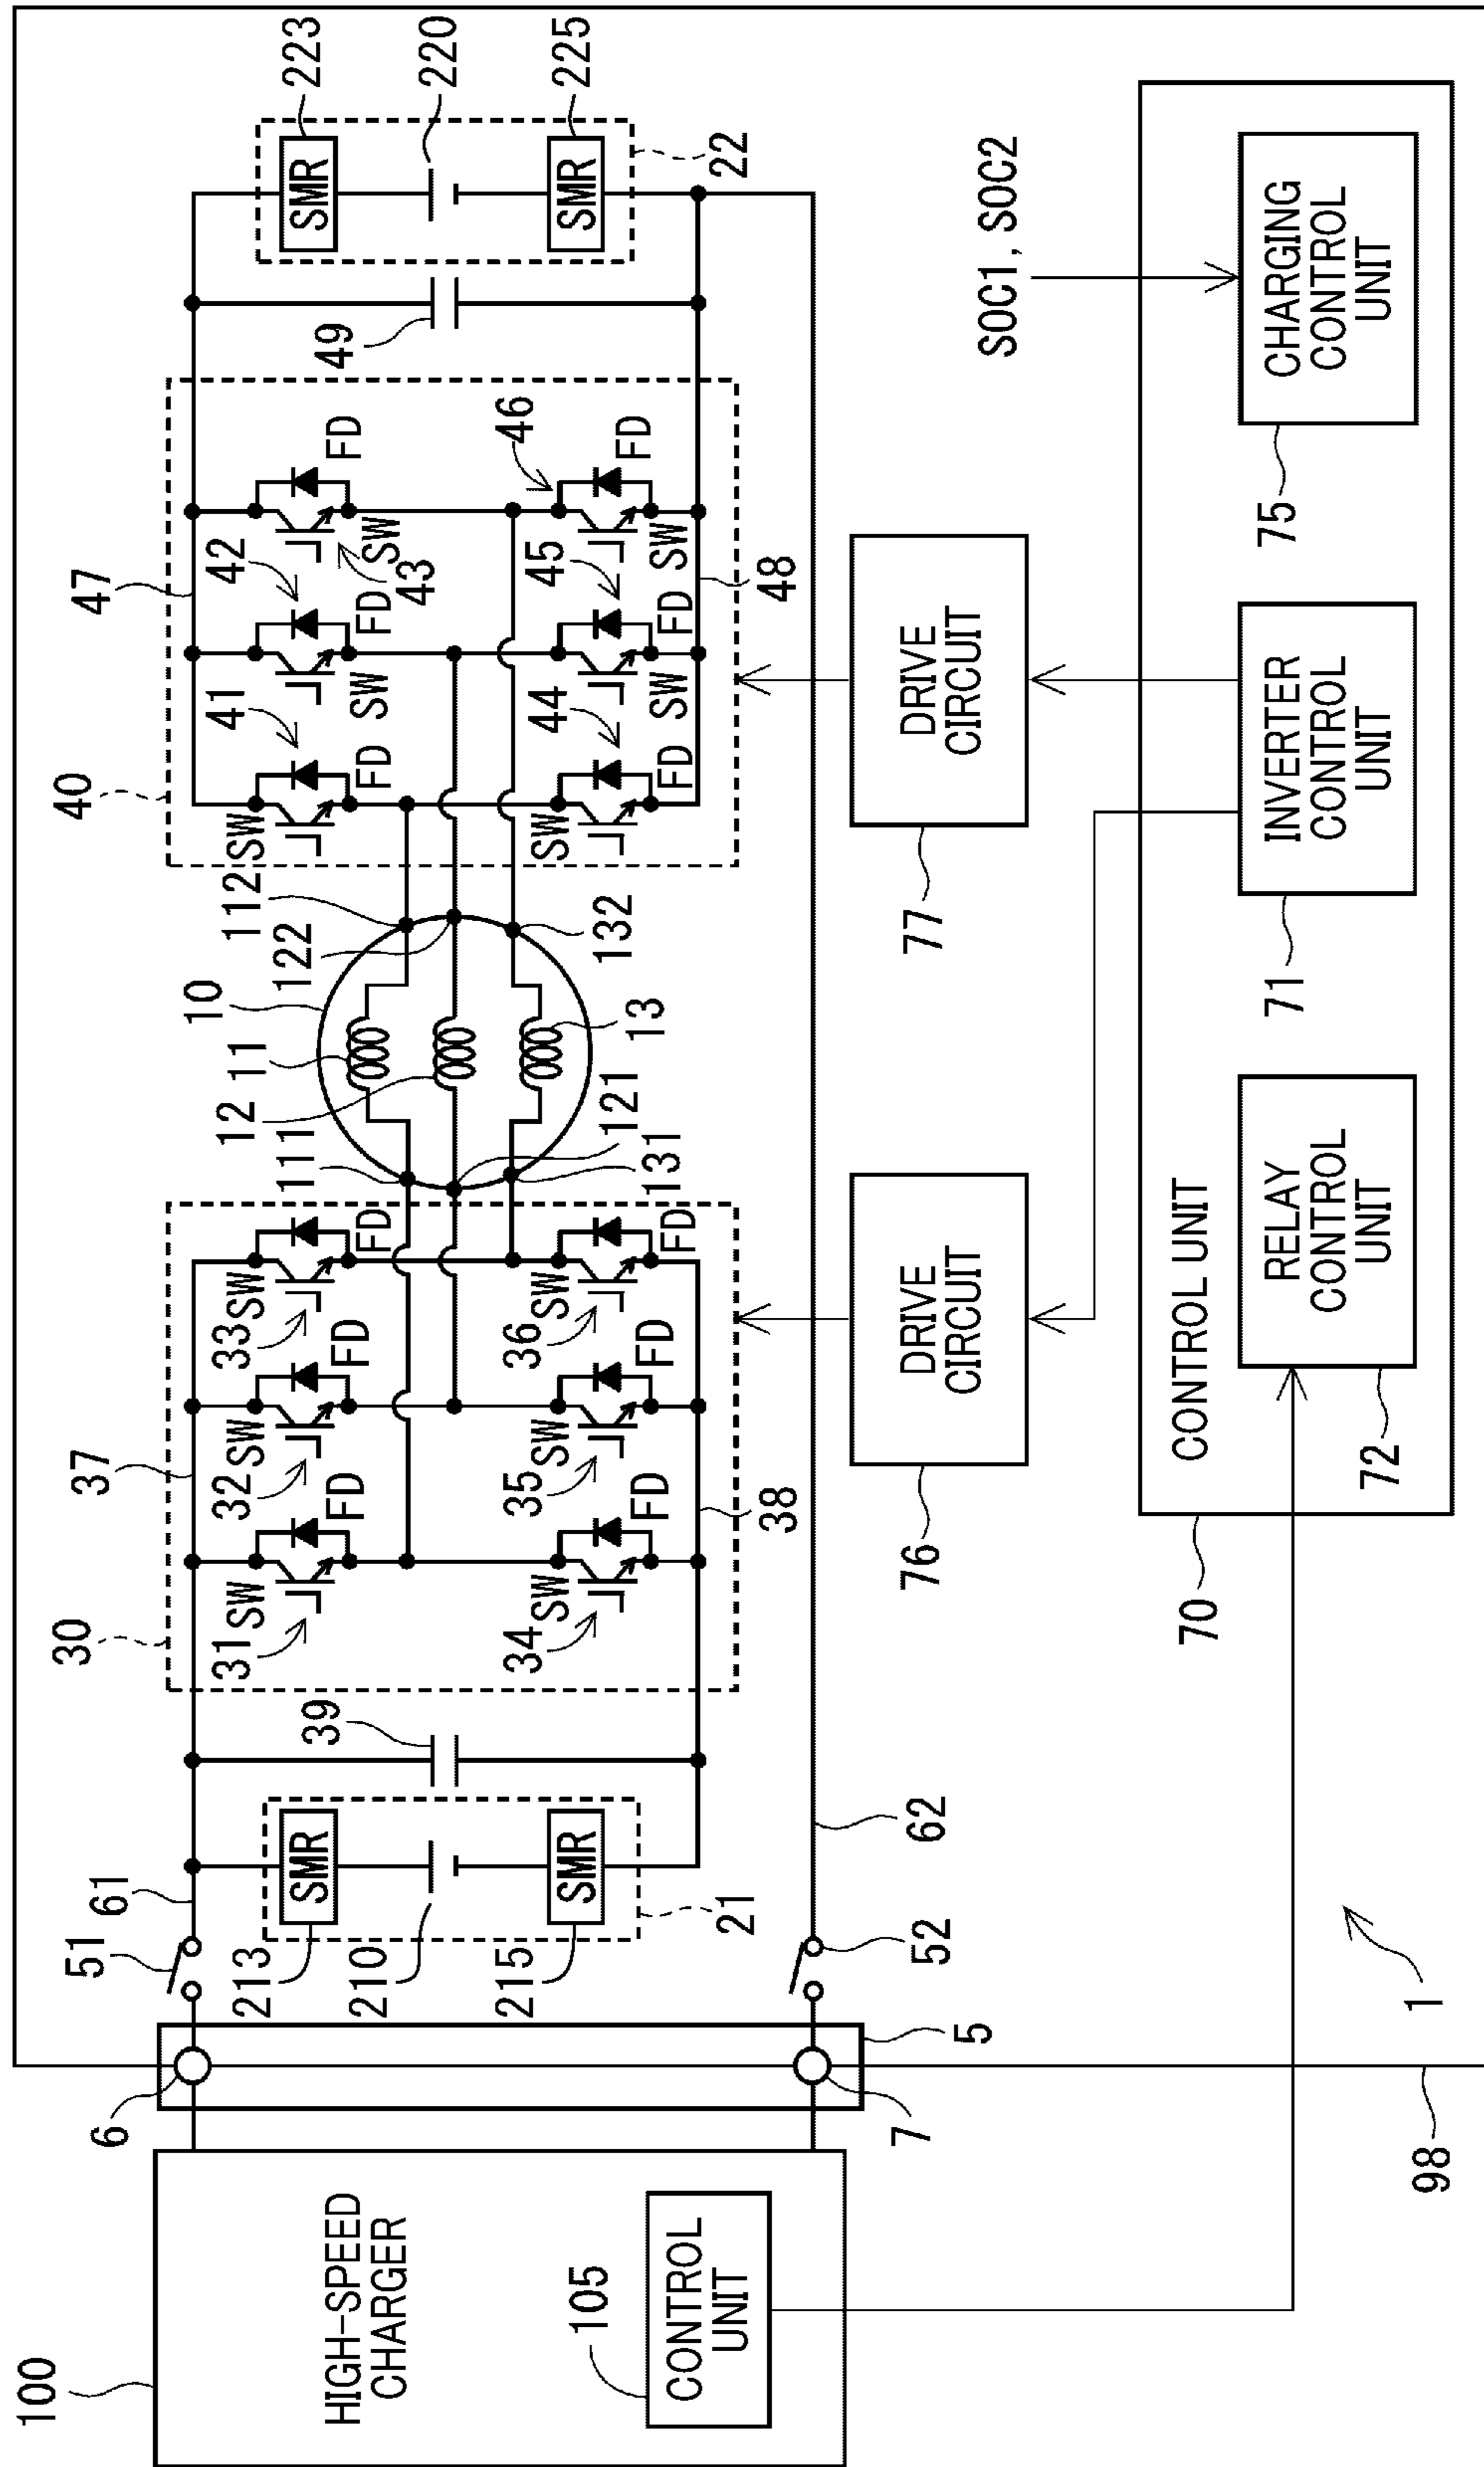 100
6
51
61
30
37
40
47
31
SW
FD
32
SW
FD
33
SW
FD
111
12
11
10
112
122
41
SW
FD
42
SW
FD
43
SW
FD
49
SMR
223
220
SMR
225
22
213
SMR
210
215
SMR
21
39
34
SW
FD
35
SW
FD
36
SW
FD
38
131
121
13
132
44
SW
FD
45
SW
FD
46
SW
FD
48
HIGH-SPEED
CHARGER
105
CONTROL
UNIT
7
5
52
62
76
DRIVE
CIRCUIT
77
DRIVE
CIRCUIT
SOC1, SOC2
70
CONTROL UNIT
72
RELAY
CONTROL
UNIT
71
INVERTER
CONTROL
UNIT
75
CHARGING
CONTROL
UNIT
98
1